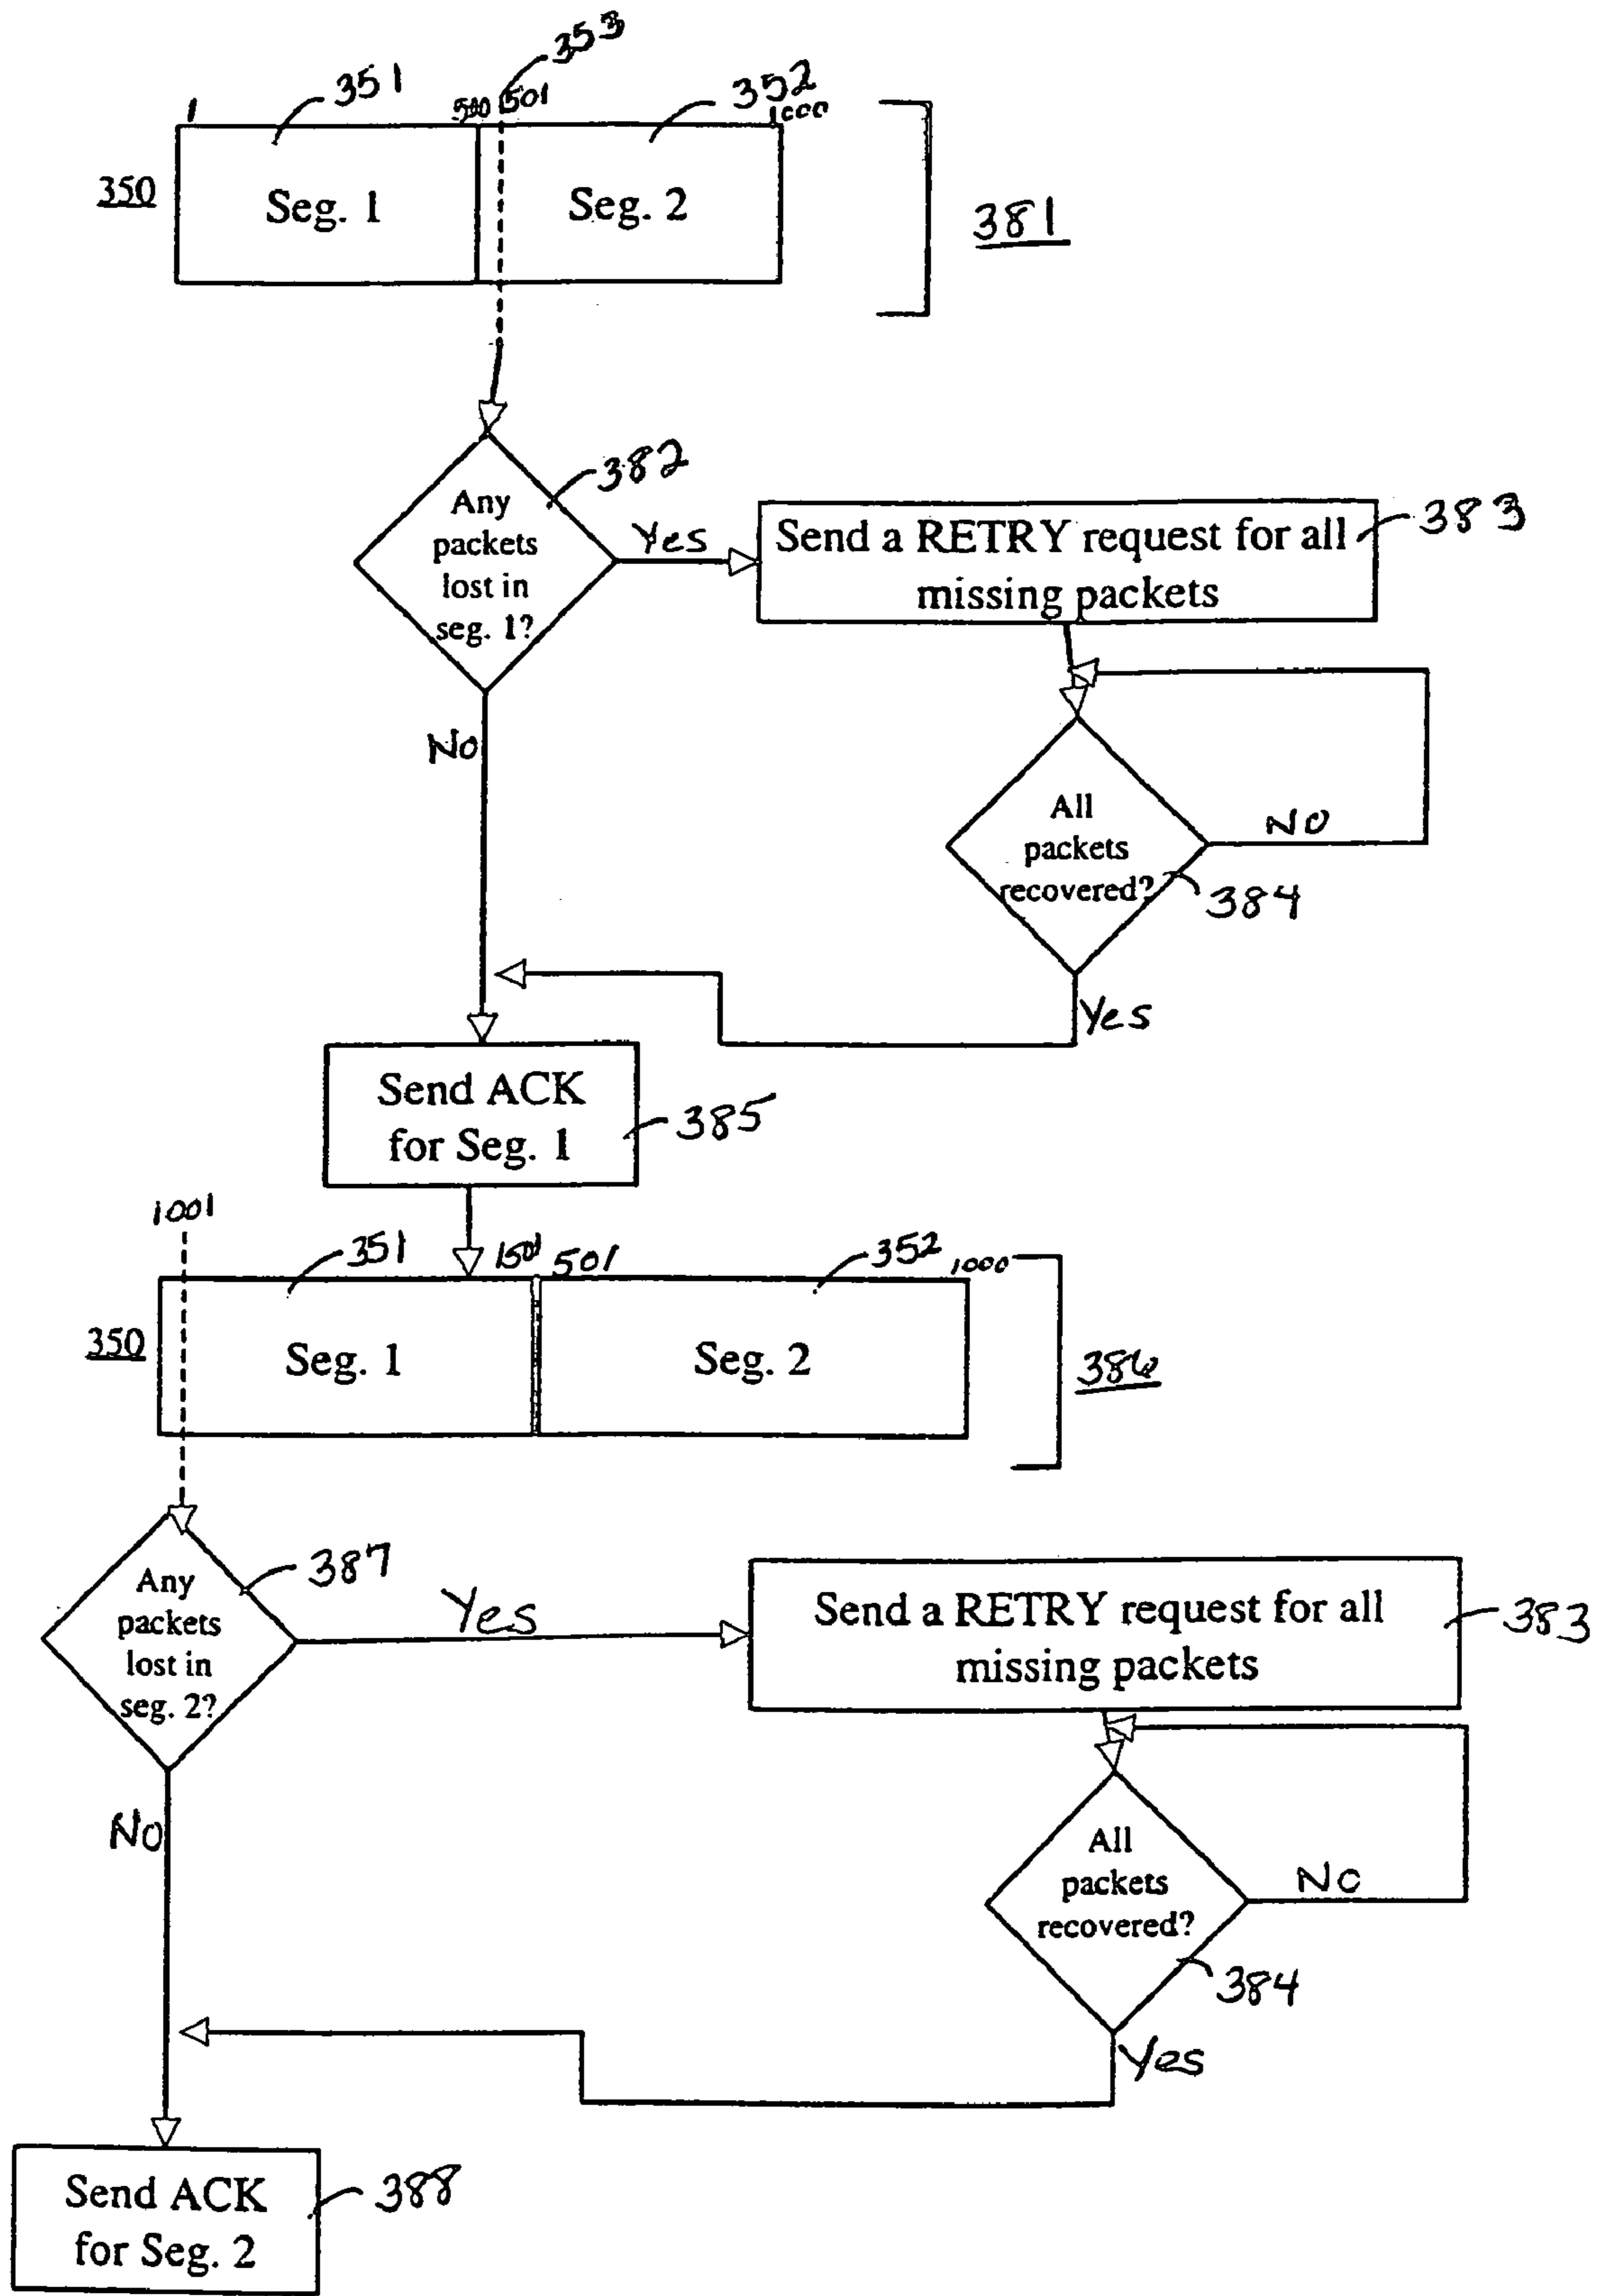 353
351
352
1
500
501
1000
350
Seg. 1
Seg. 2
381
382
Any
packets
lost in
seg. 1?
Yes
Send a RETRY request for all
missing packets
383
No
All
packets
recovered?
NO
384
Yes
Send ACK
for Seg. 1
385
1001
351
501
352
1000
350
Seg. 1
Seg. 2
386
387
Any
packets
lost in
seg. 2?
Yes
Send a RETRY request for all
missing packets
383
No
All
packets
recovered?
NO
384
Yes
Send ACK
for Seg. 2
388